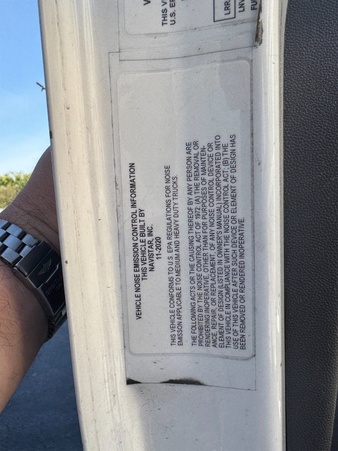 THIS V
U.S. E
LRR
LNV
FU
VEHICLE NOISE EMISSION CONTROL INFORMATION
THIS VEHICLE BUILT BY
NAVISTAR, INC.
11-2020
THIS VEHICLE CONFORMS TO U.S. EPA REGULATIONS FOR NOISE
EMISSION APPLICABLE TO MEDIUM AND HEAVY DUTY TRUCKS.
THE FOLLOWING ACTS OR THE CAUSING THEREOF BY ANY PERSON ARE
PROHIBITED BY THE NOISE CONTROL ACT OF 1972: (A) THE REMOVAL OR
RENDERING INOPERATIVE, OTHER THAN FOR PURPOSES OF MAINTEN-
ANCE, REPAIR, OR REPLACEMENT, OF ANY NOISE CONTROL DEVICE OR
ELEMENT OF DESIGN (LISTED IN OWNERS MANUAL) INCORPORATED INTO
THIS VEHICLE IN COMPLIANCE WITH THE NOISE CONTROL ACT; (B) THE
USE OF THIS VEHICLE AFTER SUCH DEVICE OR ELEMENT OF DESIGN HAS
BEEN REMOVED OR RENDERED INOPERATIVE.